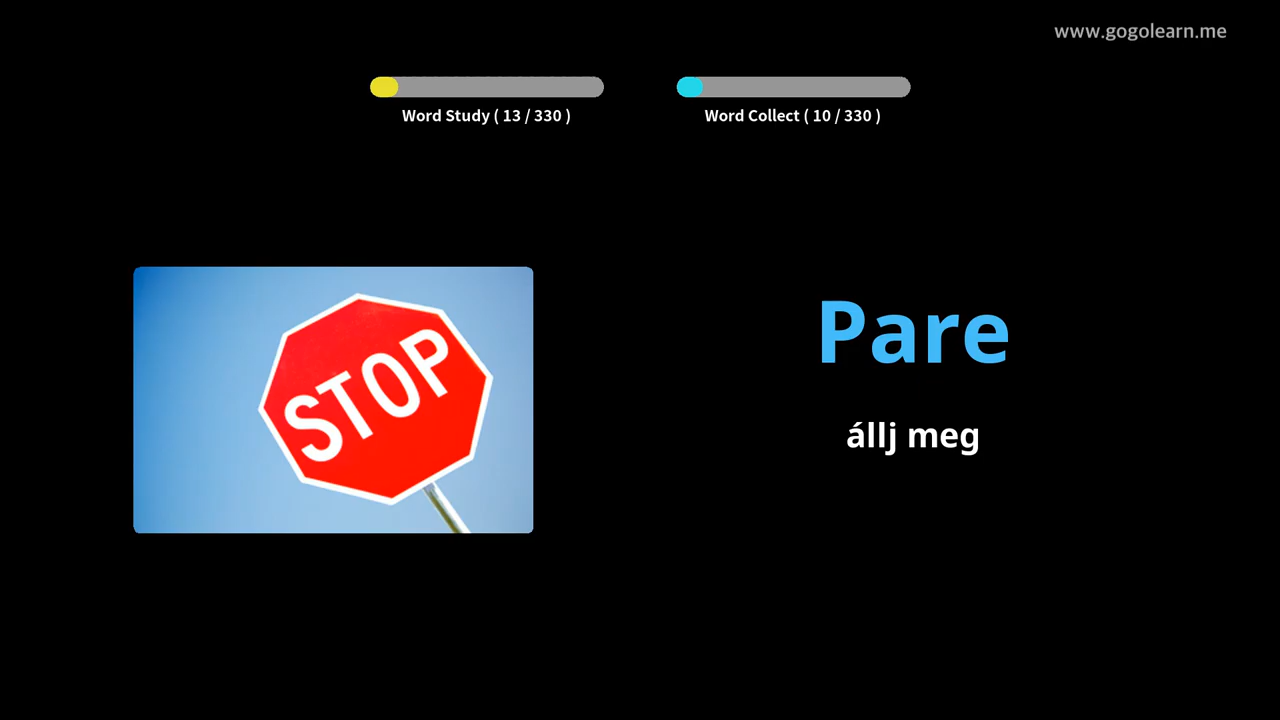 www.gogolearn.me
Word Study ( 13 / 330 )
Word Collect ( 10 / 330 )
STOP
Pare
állj meg